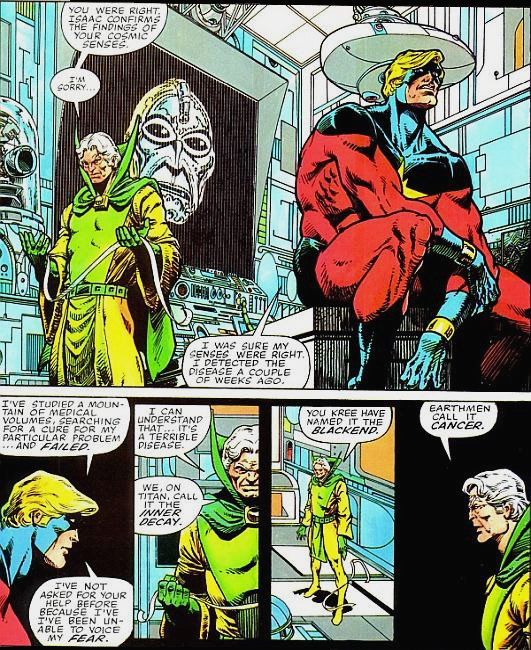 YOU WERE RIGHT.
ISAAC CONFIRMS
THE FINDINGS OF
YOUR COSMIC
SENSES.
I'M
SORRY...
I WAS SURE MY
SENSES WERE RIGHT.
I DETECTED THE
DISEASE A COUPLE
OF WEEKS AGO.
I'VE STUDIED A MOUN-
TAIN OF MEDICAL
VOLUMES, SEARCHING
FOR A CURE FOR MY
PARTICULAR PROBLEM
...AND FAILED.
I'VE NOT
ASKED FOR YOUR
HELP BEFORE
BECAUSE I'VE
I'VE BEEN UN-
ABLE TO VOICE
MY FEAR.
I CAN
UNDERSTAND
THAT... IT'S
A TERRIBLE
DISEASE.
WE, ON
TITAN, CALL
IT THE
INNER
DECAY.
YOU KREE HAVE
NAMED IT THE
BLACKEND.
EARTHMEN
CALL IT
CANCER.